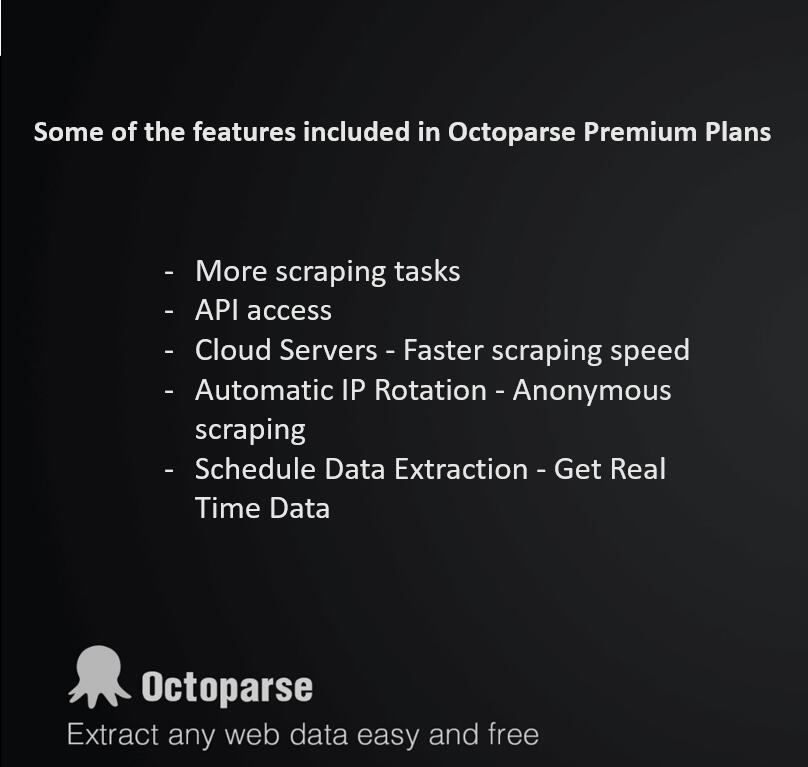 Some of the features included in Octoparse Premium Plans
- More scraping tasks
- API access
- Cloud Servers - Faster scraping speed
- Automatic IP Rotation - Anonymous
scraping
- Schedule Data Extraction - Get Real
Time Data
Octoparse
Extract any web data easy and free